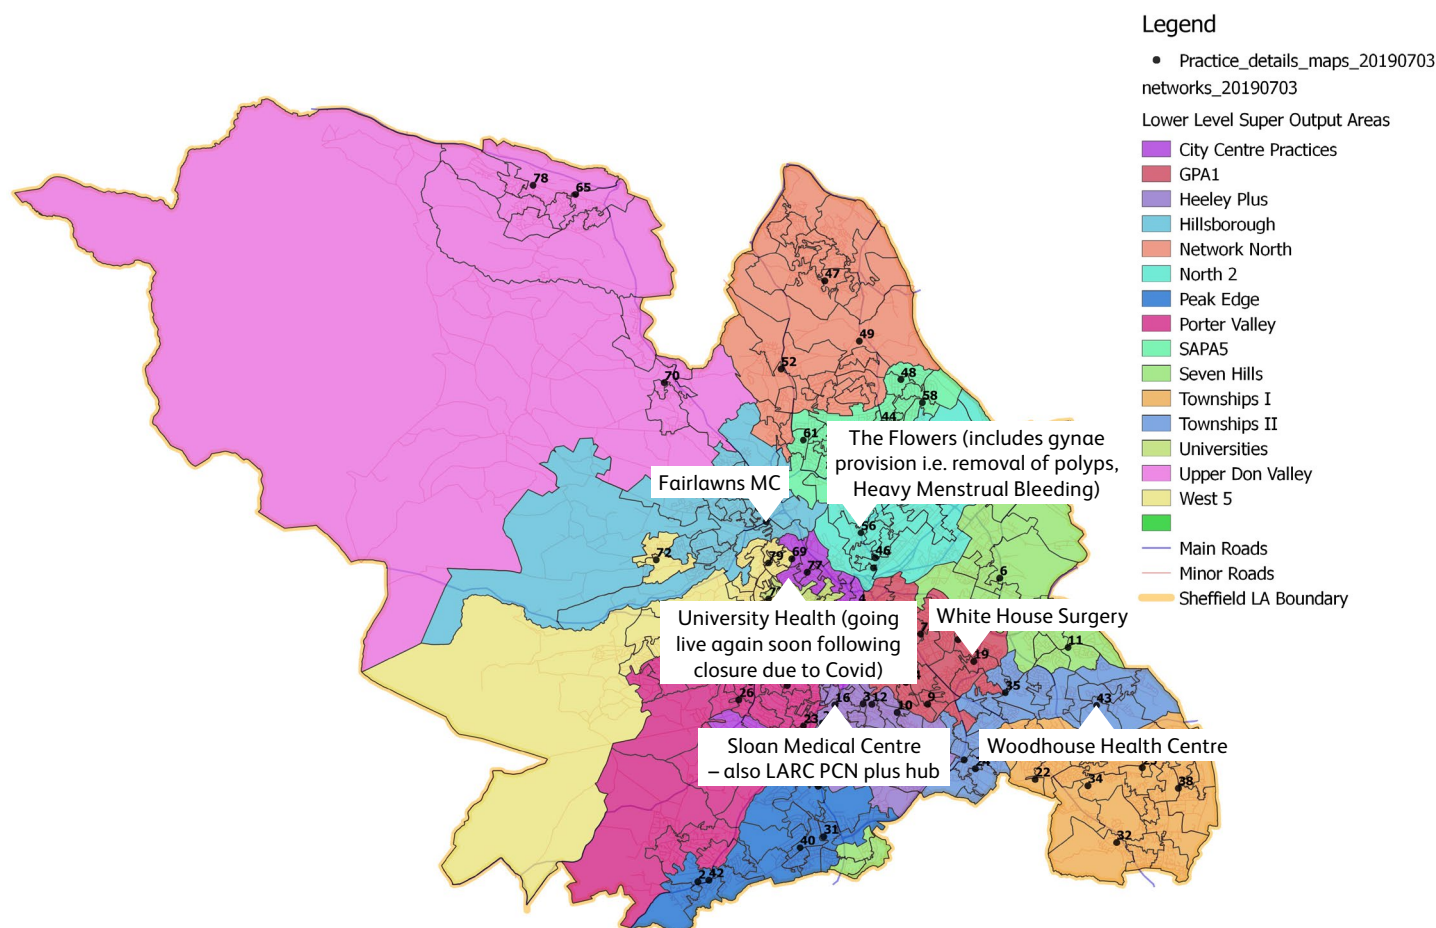 Legend
Practice_details_maps_20190703
networks_20190703
Lower Level Super Output Areas
City Centre Practices
GPA1
Heeley Plus
Hillsborough
Network North
North 2
Peak Edge
Porter Valley
SAPA5
Seven Hills
Townships I
Townships II
Universities
Upper Don Valley
West 5
Main Roads
Minor Roads
Sheffield LA Boundary
78
65
47
49
52
70
48
58
44
61
The Flowers (includes gynae
provision i.e. removal of polyps,
Heavy Menstrual Bleeding)
Fairlawns MC
56
46
72
79
69
77
6
4
University Health (going
live again soon following
closure due to Covid)
White House Surgery
19
11
35
43
26
16
3
12
10
9
23
Sloan Medical Centre
– also LARC PCN plus hub
Woodhouse Health Centre
22
34
38
32
31
40
2
42